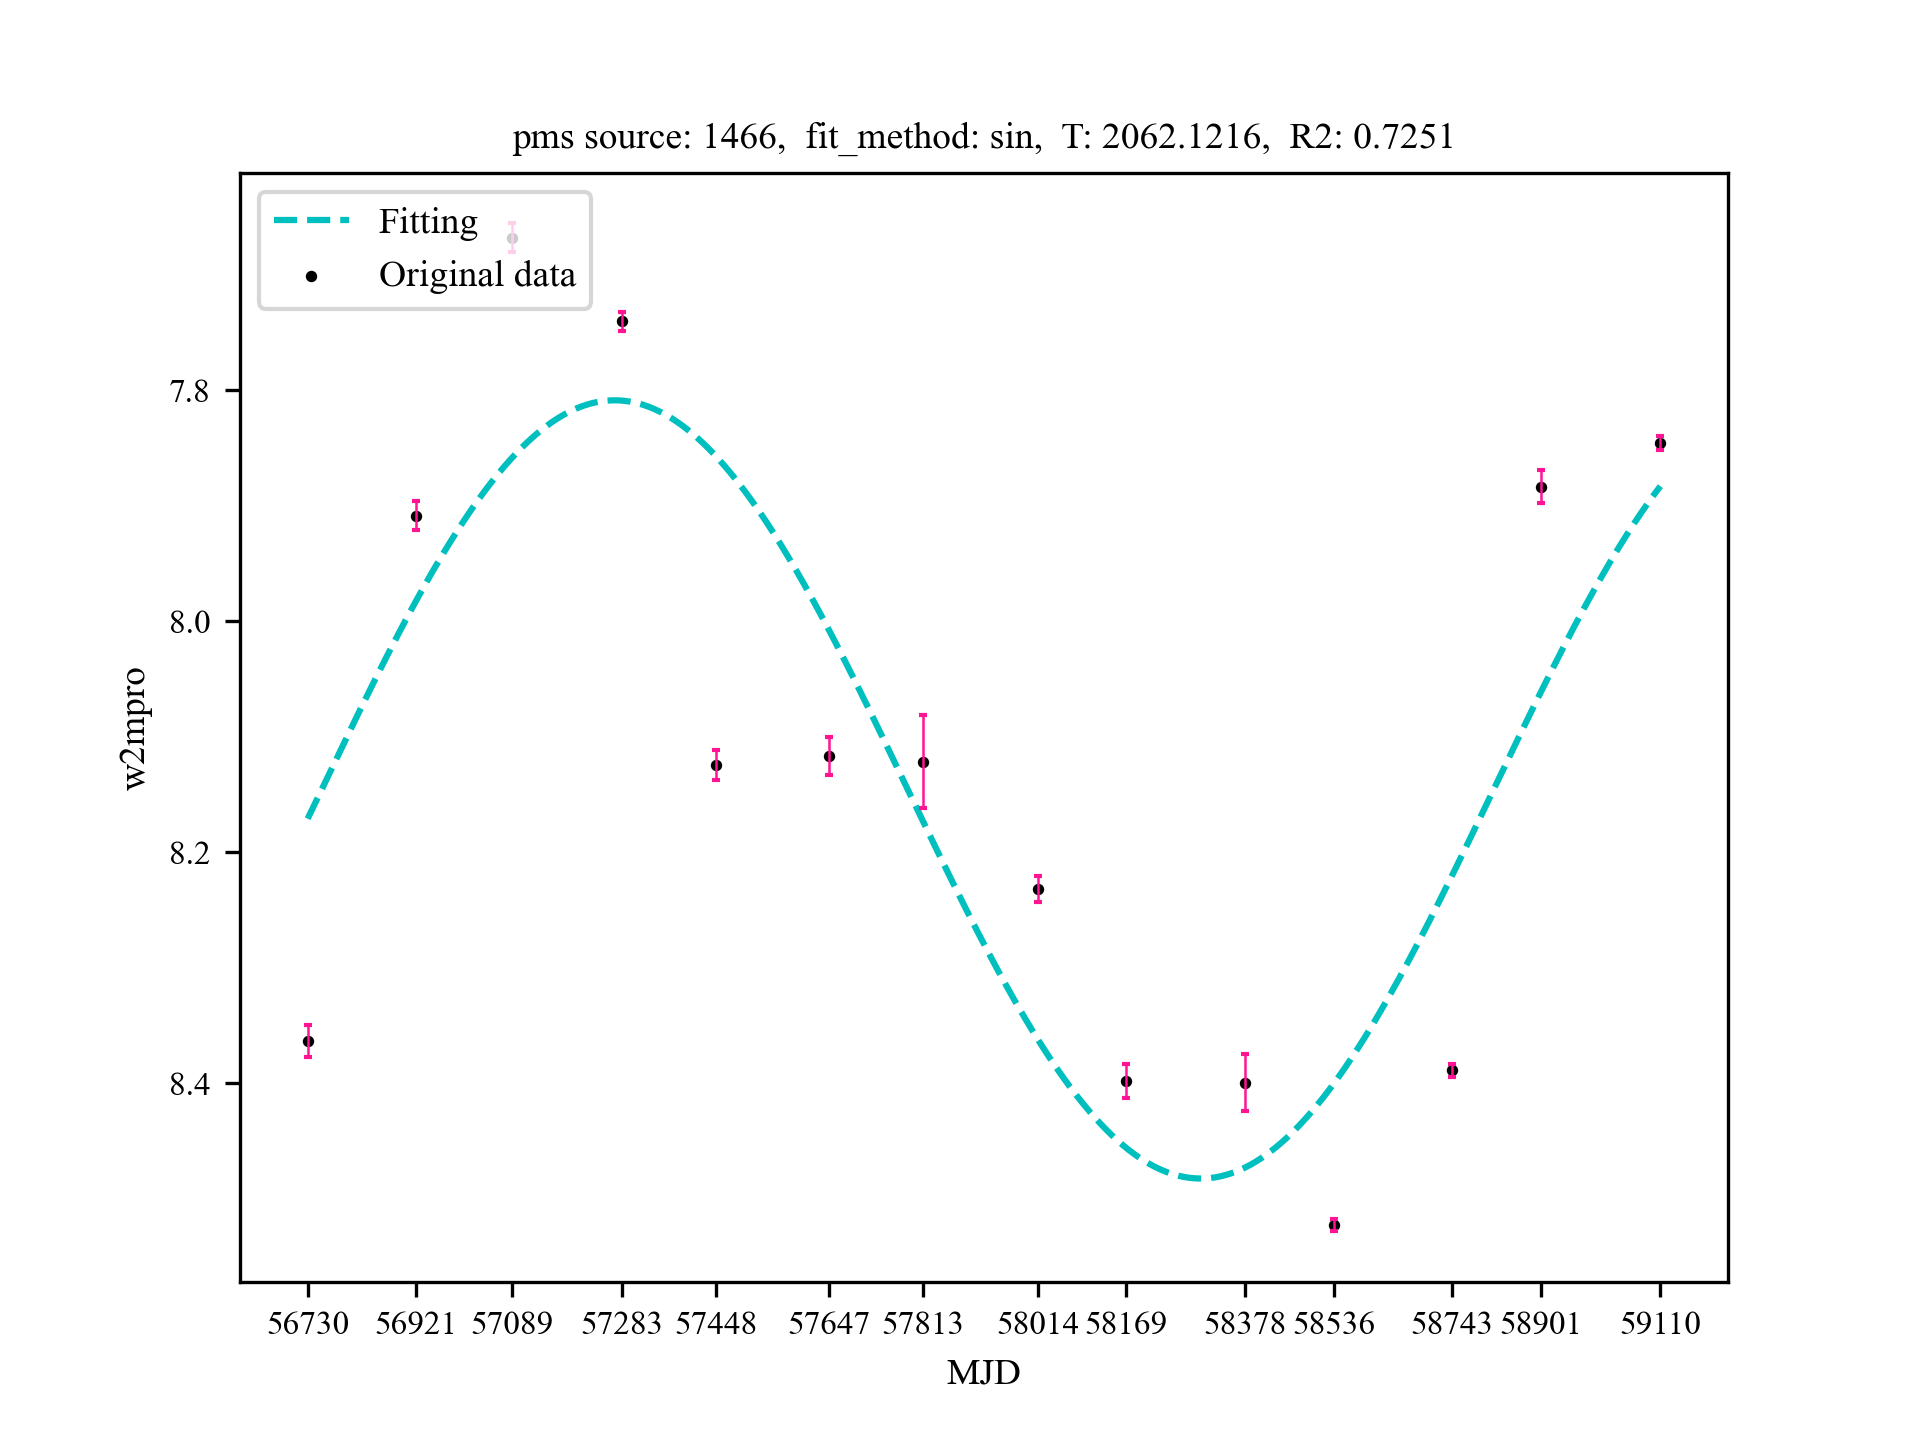 pms source: 1466,  fit_method: sin,  T: 2062.1216,  R2: 0.7251
Fitting
Original data
7.8
8.0
8.2
8.4
w2mpro
56730 56921 57089 57283 57448 57647 57813 58014 58169 58378 58536 58743 58901 59110
MJD